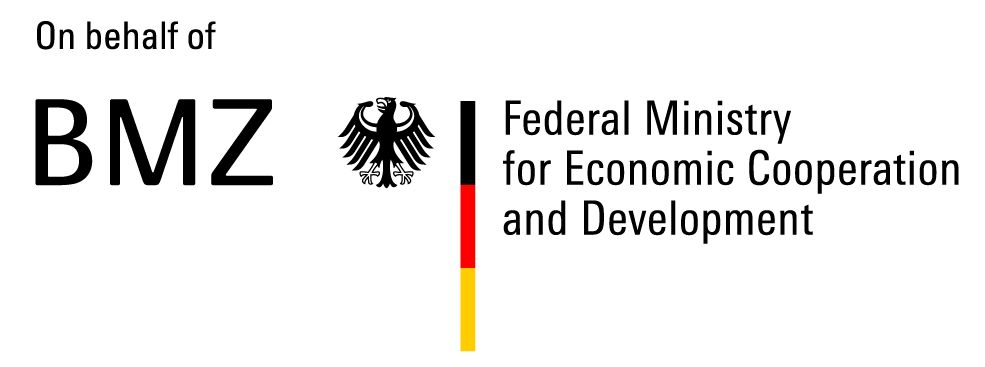 On behalf of
BMZ
Federal Ministry
for Economic Cooperation
and Development